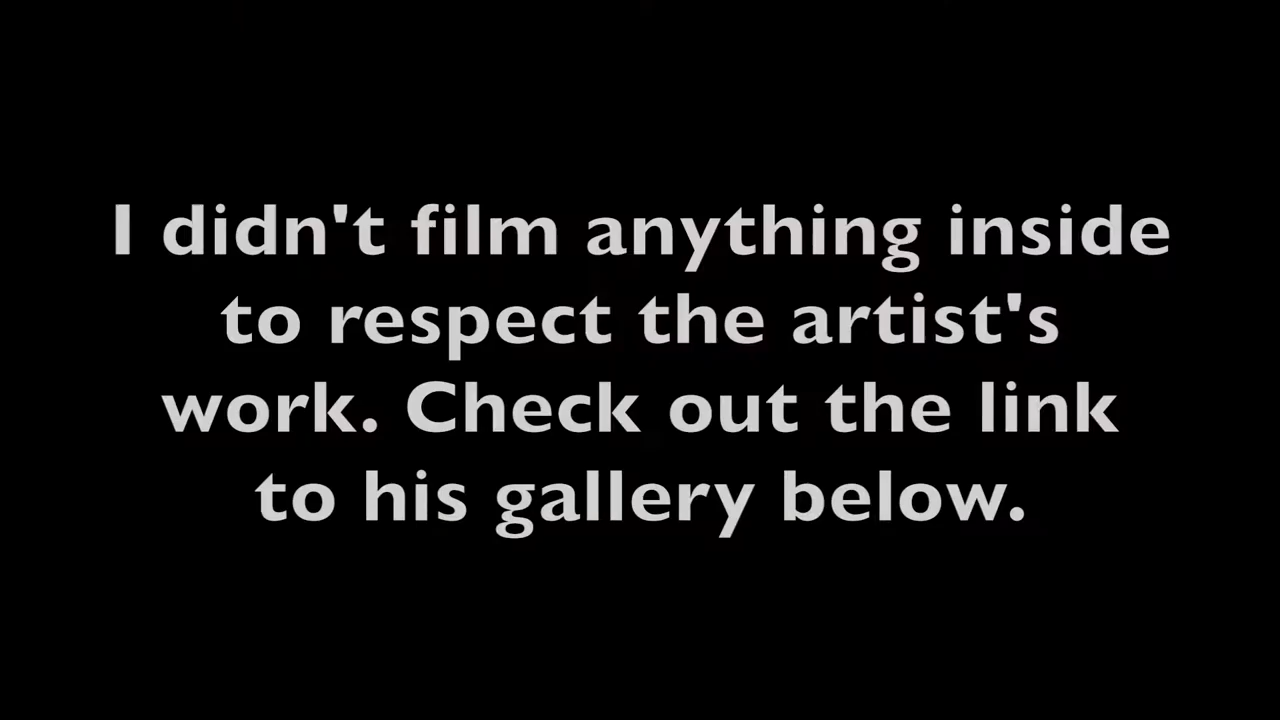 I didn't film anything inside
to respect the artist's
work. Check out the link
to his gallery below.